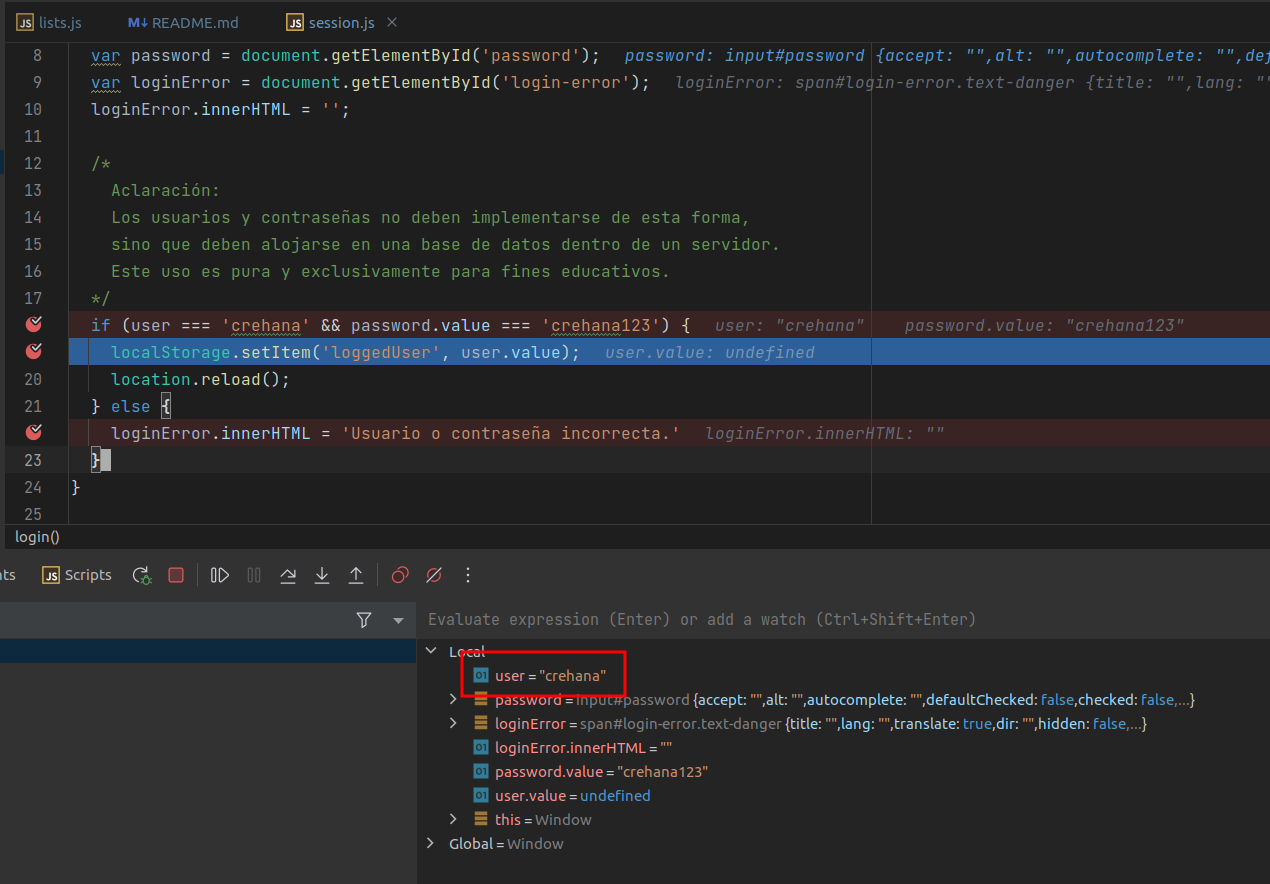 JS lists.js M↓ README.md JS session.js ×
8 var password = document.getElementById('password'); password: input#password {accept: "",alt: "",autocomplete: "",def
9 var loginError = document.getElementById('login-error'); loginError: span#login-error.text-danger {title: "",lang: ""
10 loginError.innerHTML = '';
11
12 /*
13 Aclaración:
14 Los usuarios y contraseñas no deben implementarse de esta forma,
15 sino que deben alojarse en una base de datos dentro de un servidor.
16 Este uso es pura y exclusivamente para fines educativos.
17 */
if (user === 'crehana' && password.value === 'crehana123') { user: "crehana" password.value: "crehana123"
localStorage.setItem('loggedUser', user.value); user.value: undefined
20 location.reload();
21 } else {
loginError.innerHTML = 'Usuario o contraseña incorrecta.' loginError.innerHTML: ""
23 }
24 }
25
login()
nts JS Scripts
Evaluate expression (Enter) or add a watch (Ctrl+Shift+Enter)
Local
01 user = "crehana"
password = input#password {accept: "",alt: "",autocomplete: "",defaultChecked: false,checked: false,...}
loginError = span#login-error.text-danger {title: "",lang: "",translate: true,dir: "",hidden: false,...}
01 loginError.innerHTML = ""
01 password.value = "crehana123"
01 user.value = undefined
this = Window
Global = Window